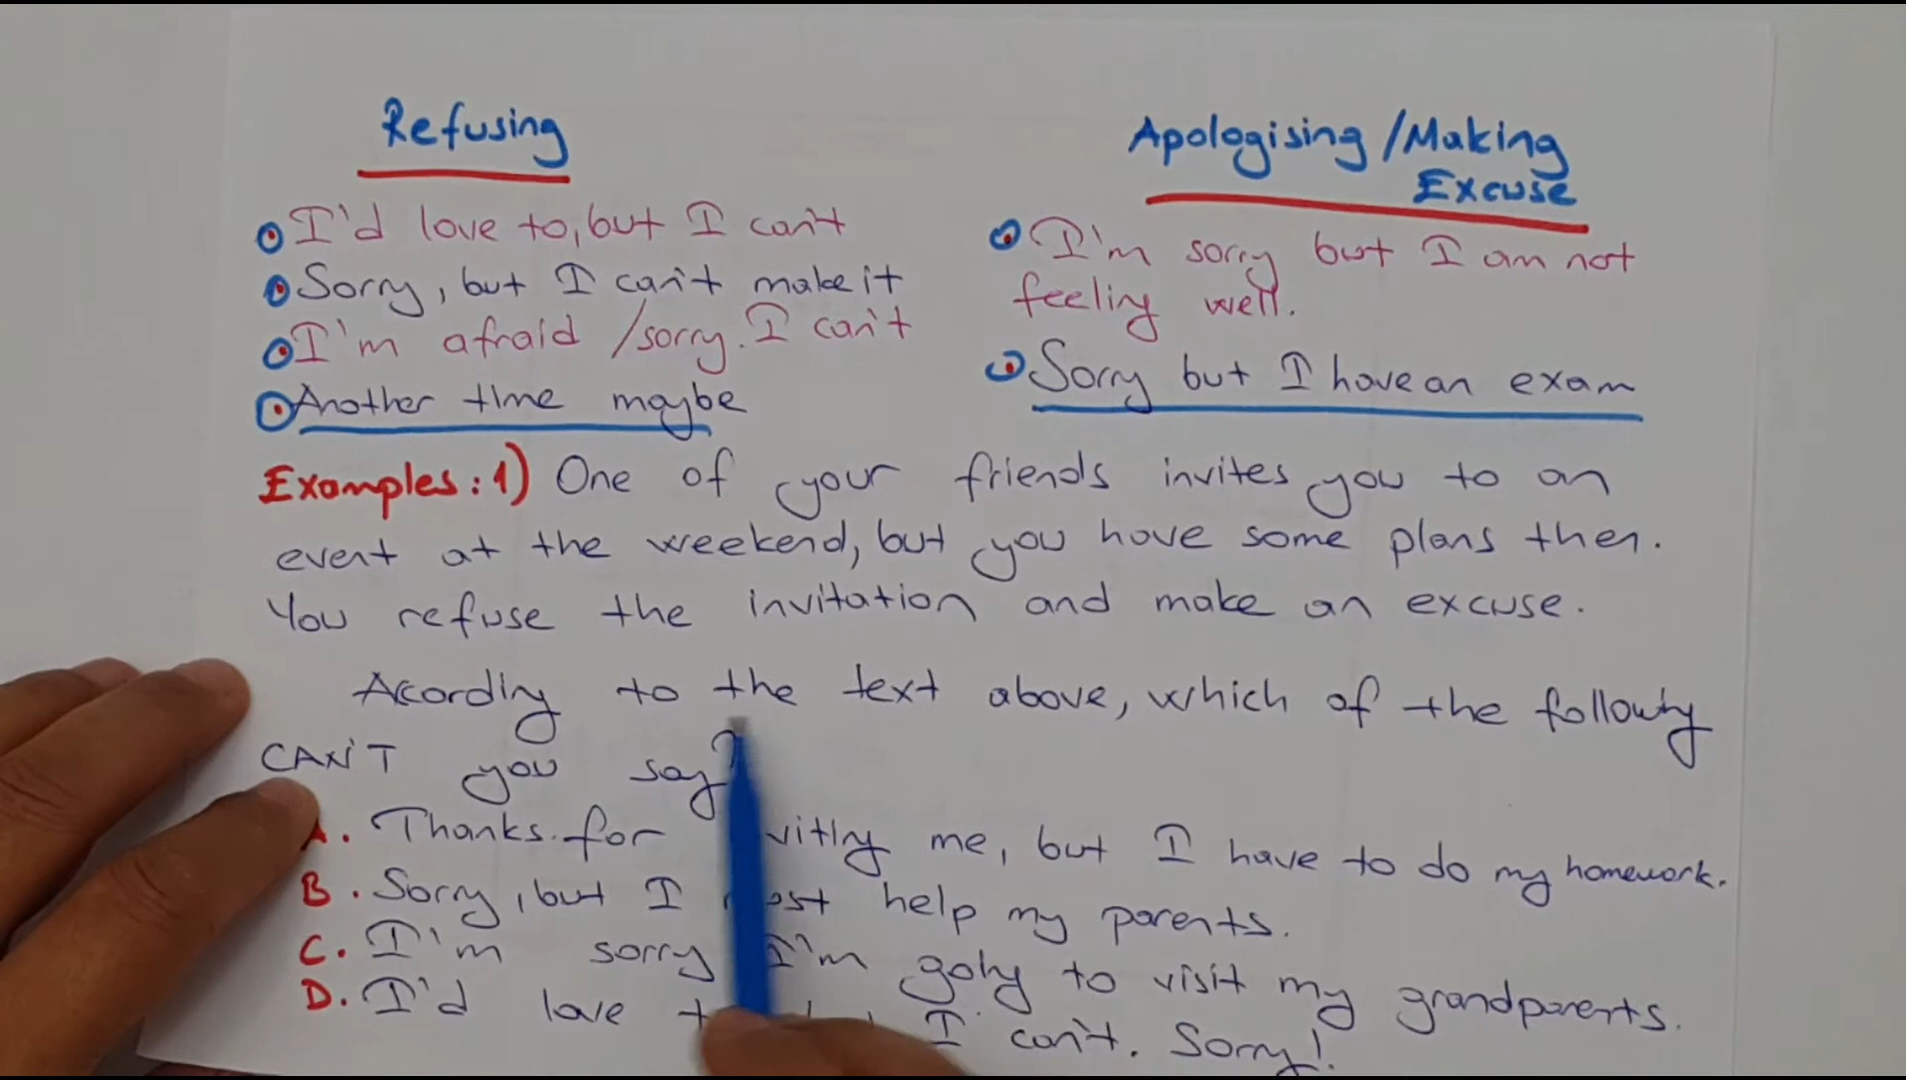 Refusing
I'd love to, but I can't
Sorry, but I can't make it
I'm afraid /sorry. I can't
Another time maybe
Apologising /Making
Excuse
I'm sorry but I am not
feeling well.
Sorry but I have an exam
Examples: 1) One of your friends invites you to an
event at the weekend, but you have some plans then.
You refuse the invitation and make an excuse.
Acording to the text above, which of the following
CAN'T you say?
A. Thanks for me, but I have to do my homework.
B. Sorry, but I help my parents.
C. I'm sorry I'm going to visit my grandparents.
D. I'd love I can't. Sorry!